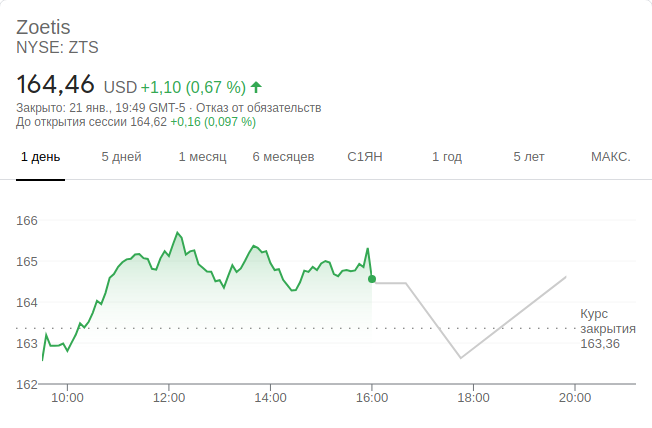 Zoetis
NYSE: ZTS
164,46 USD +1,10 (0,67 %)
Закрыто: 21 янв., 19:49 GMT-5 · Отказ от обязательств
До открытия сессии 164,62 +0,16 (0,097 %)
1 день 5 дней 1 месяц 6 месяцев С1ЯН 1 год 5 лет МАКС.
166
165
164
163
162
Курс
закрытия
163,36
10:00 12:00 14:00 16:00 18:00 20:00